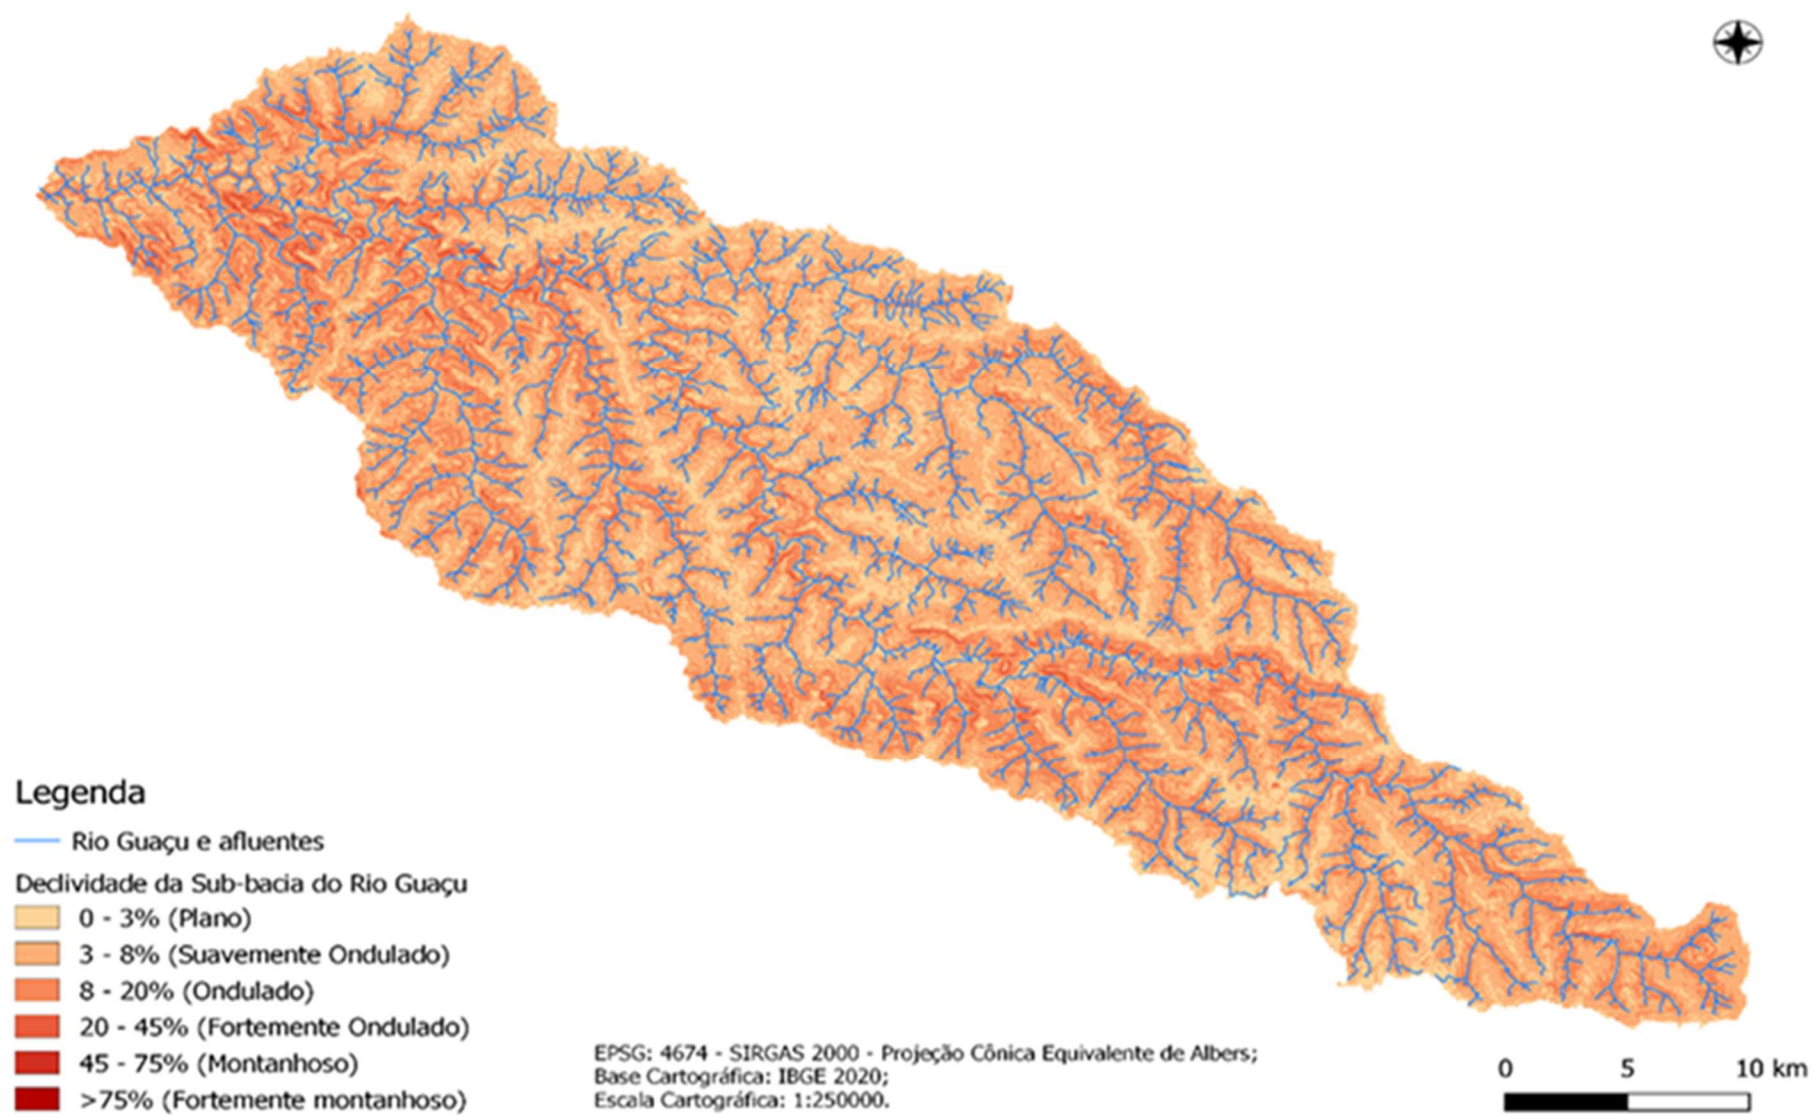 Legenda
Rio Guaçu e afluentes
Declividade da Sub-bacia do Rio Guaçu
0 - 3% (Plano)
3 - 8% (Suavemente Ondulado)
8 - 20% (Ondulado)
20 - 45% (Fortemente Ondulado)
45 - 75% (Montanhoso)
>75% (Fortemente montanhoso)
EPSG: 4674 - SIRGAS 2000 - Projeção Cônica Equivalente de Albers;
Base Cartográfica: IBGE 2020;
Escala Cartográfica: 1:250000.
0 5 10 km